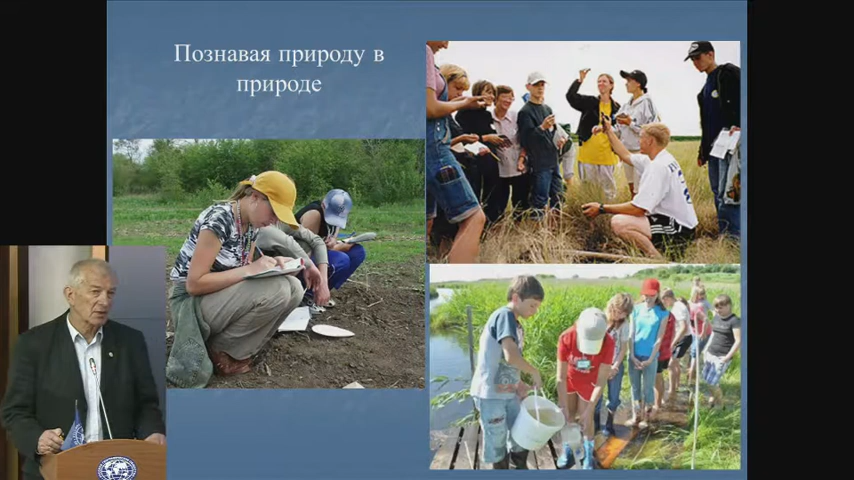 Познавая природу в
природе